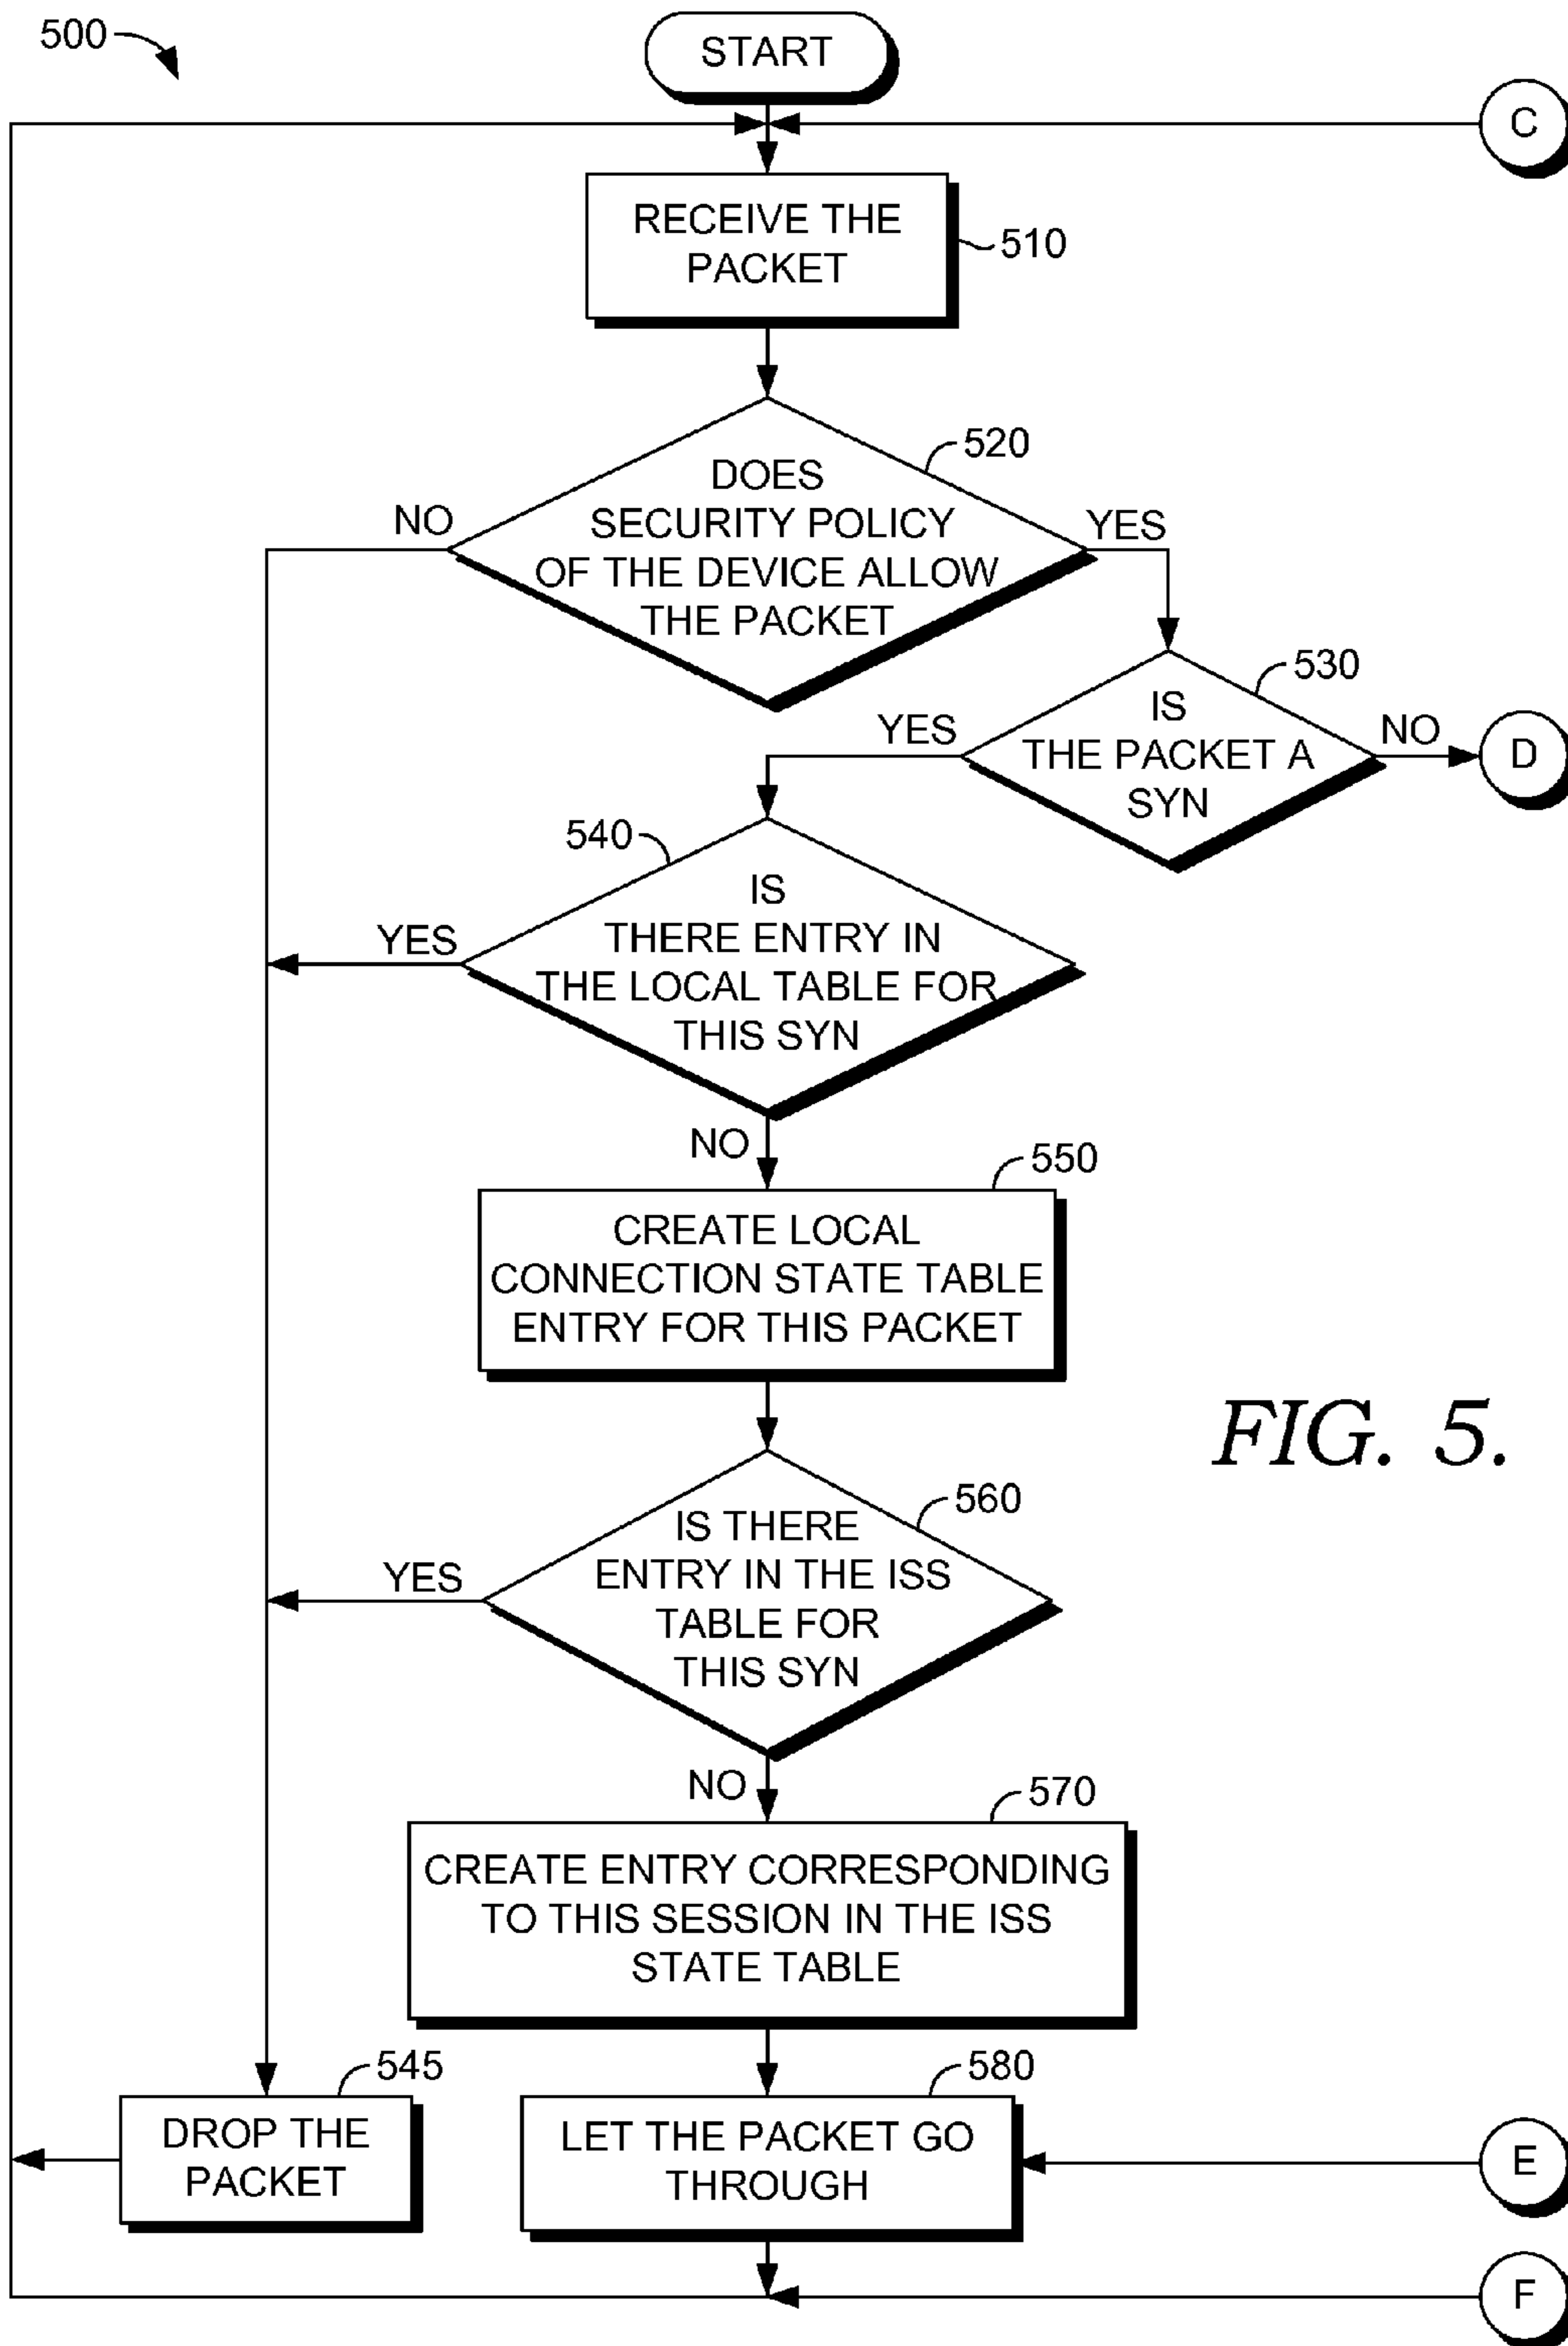 500
START
C
RECEIVE THE
PACKET
510
520
DOES
SECURITY POLICY
OF THE DEVICE ALLOW
THE PACKET
NO
YES
530
IS
THE PACKET A
SYN
YES
NO
D
540
IS
THERE ENTRY IN
THE LOCAL TABLE FOR
THIS SYN
YES
NO
550
CREATE LOCAL
CONNECTION STATE TABLE
ENTRY FOR THIS PACKET
FIG. 5.
560
IS THERE
ENTRY IN THE ISS
TABLE FOR
THIS SYN
YES
NO
570
CREATE ENTRY CORRESPONDING
TO THIS SESSION IN THE ISS
STATE TABLE
545
DROP THE
PACKET
580
LET THE PACKET GO
THROUGH
E
F